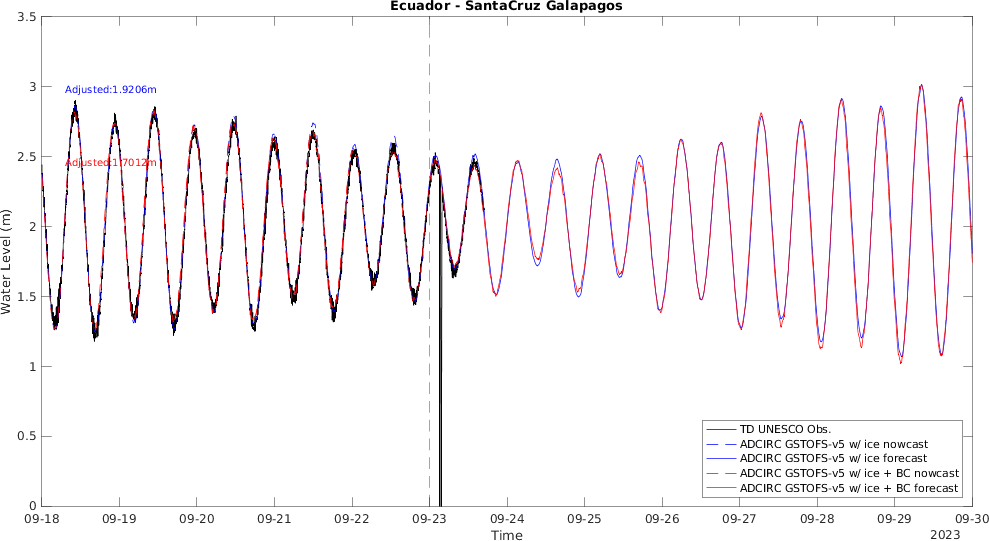 Ecuador - SantaCruz Galapagos
3.5
3
2.5
2
1.5
1
0.5
0
Water Level (m)
Adjusted:1.9206m
Adjusted:1.7012m
TD UNESCO Obs.
ADCIRC GSTOFS-v5 w/ ice nowcast
ADCIRC GSTOFS-v5 w/ ice forecast
ADCIRC GSTOFS-v5 w/ ice + BC nowcast
ADCIRC GSTOFS-v5 w/ ice + BC forecast
09-18 09-19 09-20 09-21 09-22 09-23 09-24 09-25 09-26 09-27 09-28 09-29 09-30
Time
2023